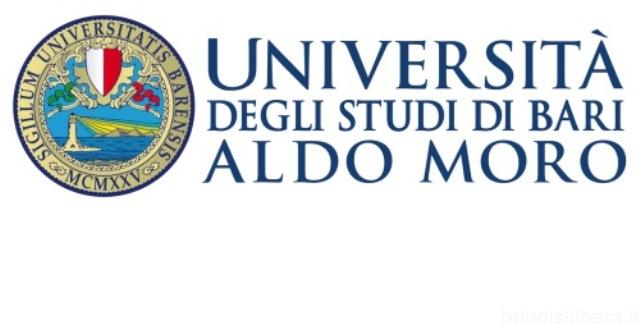 SIGILLUM UNIVERSITATIS BARENSIS
MCMXXV
UNIVERSITÀ
DEGLI STUDI DI BARI
ALDO MORO
brindisilibera.it